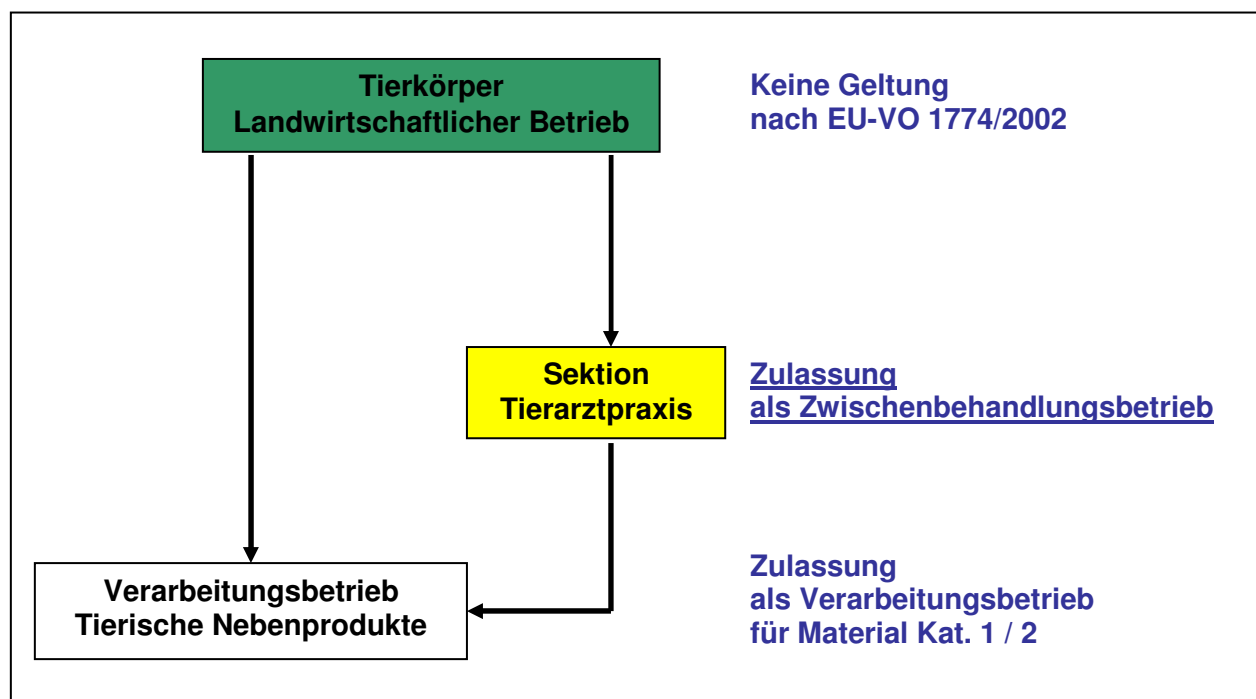 Tierkörper
Landwirtschaftlicher Betrieb
Keine Geltung
nach EU-VO 1774/2002
Sektion
Tierarztpraxis
Zulassung
als Zwischenbehandlungsbetrieb
Verarbeitungsbetrieb
Tierische Nebenprodukte
Zulassung
als Verarbeitungsbetrieb
für Material Kat. 1 / 2